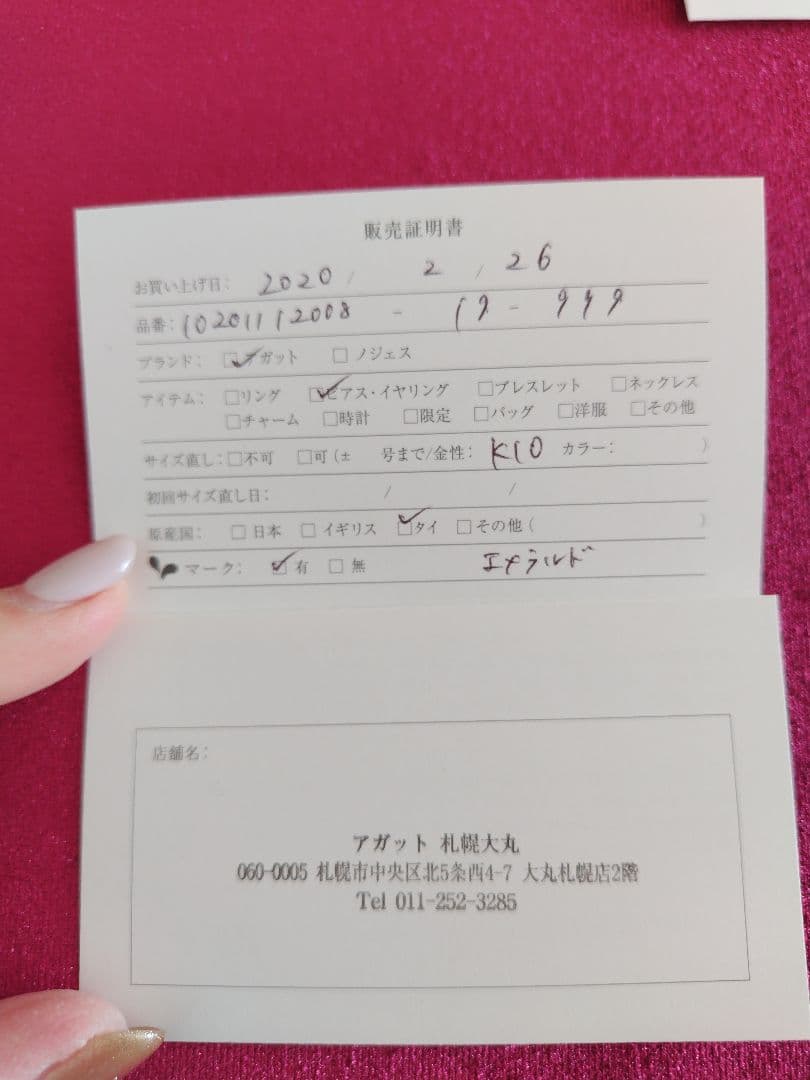 販売証明書
お買い上げ日: 2020 / 2 / 26
品番: 10201112008 - 19 - 999
ブランド: ☑アガット □ノジェス
アイテム: □リング ☑ピアス・イヤリング □ブレスレット □ネックレス
□チャーム □時計 □限定 □バッグ □洋服 □その他
サイズ直し: □不可 □可(± 号まで/金性: K10 カラー: )
初回サイズ直し日: / /
原産国: □日本 □イギリス ☑タイ □その他( )
マーク: ☑有 □無 エメラルド
店舗名:
アガット 札幌大丸
060-0005 札幌市中央区北5条西4-7 大丸札幌店2階
Tel 011-252-3285